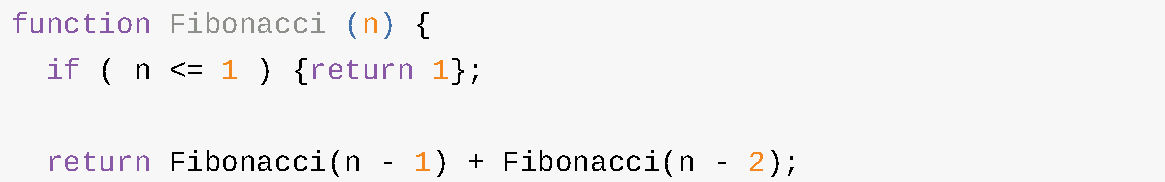 function Fibonacci (n) {
if ( n <= 1 ) {return 1};
return Fibonacci(n - 1) + Fibonacci(n - 2);